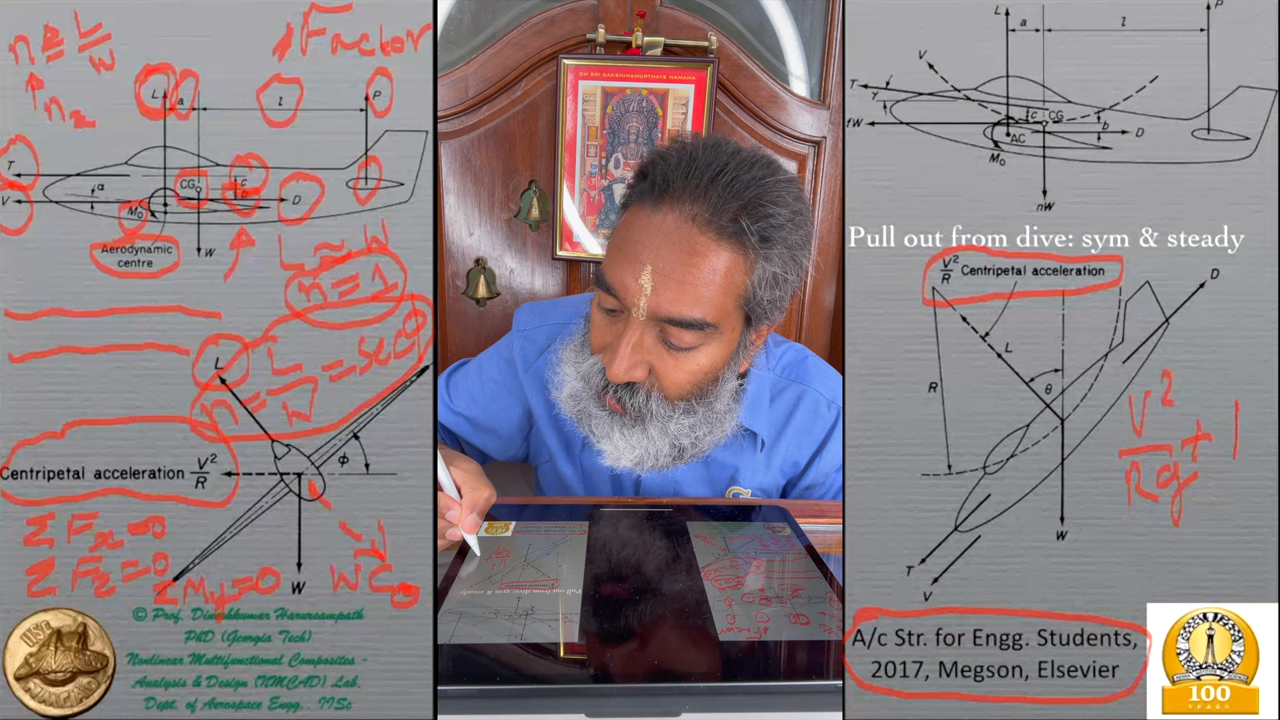 n ≥ L/W
Factor
n_z
L
a
l
P
T
α
CG
c
b
V
M₀
D
Aerodynamic
centre
W
L ≈ W
n=1
L
n = L/W = sec φ
φ
Centripetal acceleration V²/R
ΣFx=0
ΣFz=0
ΣMy=0
W
© Prof. Dineshkumar Harursampath
PhD (Georgia Tech)
Nonlinear Multifunctional Composites -
Analysis & Design (NMCAD) Lab.
Dept. of Aerospace Engg., IISc
IISc
NMCAD
OM SRI DAKSHINAMURTHAYE NAMAHA
L
a
l
P
V
T
γ
c
CG
fW
AC
b
D
M₀
nW
Pull out from dive: sym & steady
V²/R Centripetal acceleration
D
L
R
θ
V²/Rg + 1
W
T
V
A/c Str. for Engg. Students,
2017, Megson, Elsevier
100
YEARS